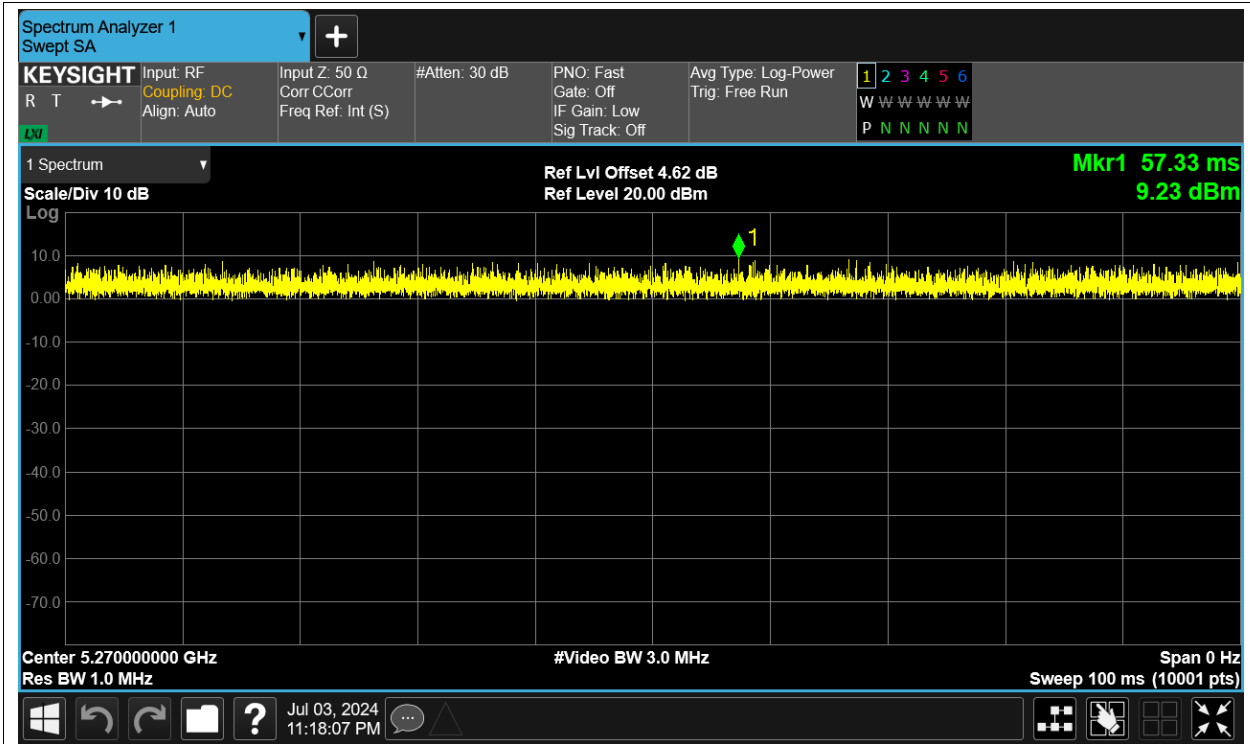 Spectrum Analyzer 1
Swept SA
+
KEYSIGHT
R T
LXI
Input: RF
Coupling: DC
Align: Auto
Input Z: 50 Ω
Corr CCorr
Freq Ref: Int (S)
#Atten: 30 dB
PNO: Fast
Gate: Off
IF Gain: Low
Sig Track: Off
Avg Type: Log-Power
Trig: Free Run
1 2 3 4 5 6
W W W W W W
P N N N N N
1 Spectrum
Scale/Div 10 dB
Log
Ref Lvl Offset 4.62 dB
Ref Level 20.00 dBm
Mkr1 57.33 ms
9.23 dBm
1
10.0
0.00
-10.0
-20.0
-30.0
-40.0
-50.0
-60.0
-70.0
Center 5.270000000 GHz
Res BW 1.0 MHz
#Video BW 3.0 MHz
Span 0 Hz
Sweep 100 ms (10001 pts)
?
Jul 03, 2024
11:18:07 PM